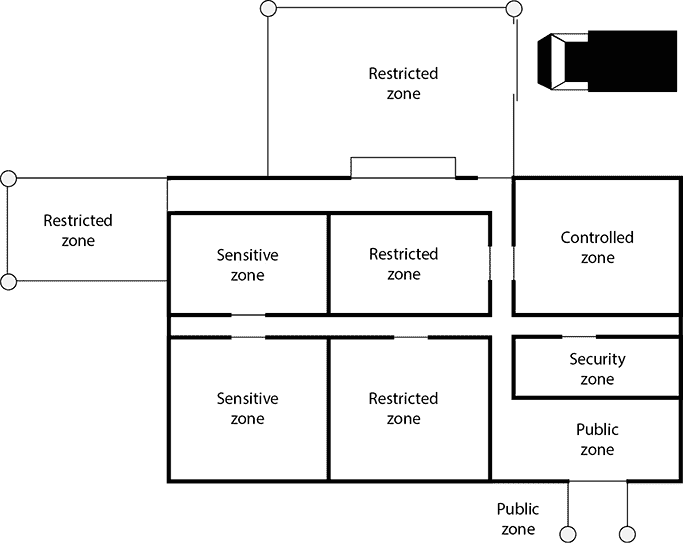 Restricted
zone
Restricted
zone
Sensitive
zone
Restricted
zone
Controlled
zone
Sensitive
zone
Restricted
zone
Security
zone
Public
zone
Public
zone